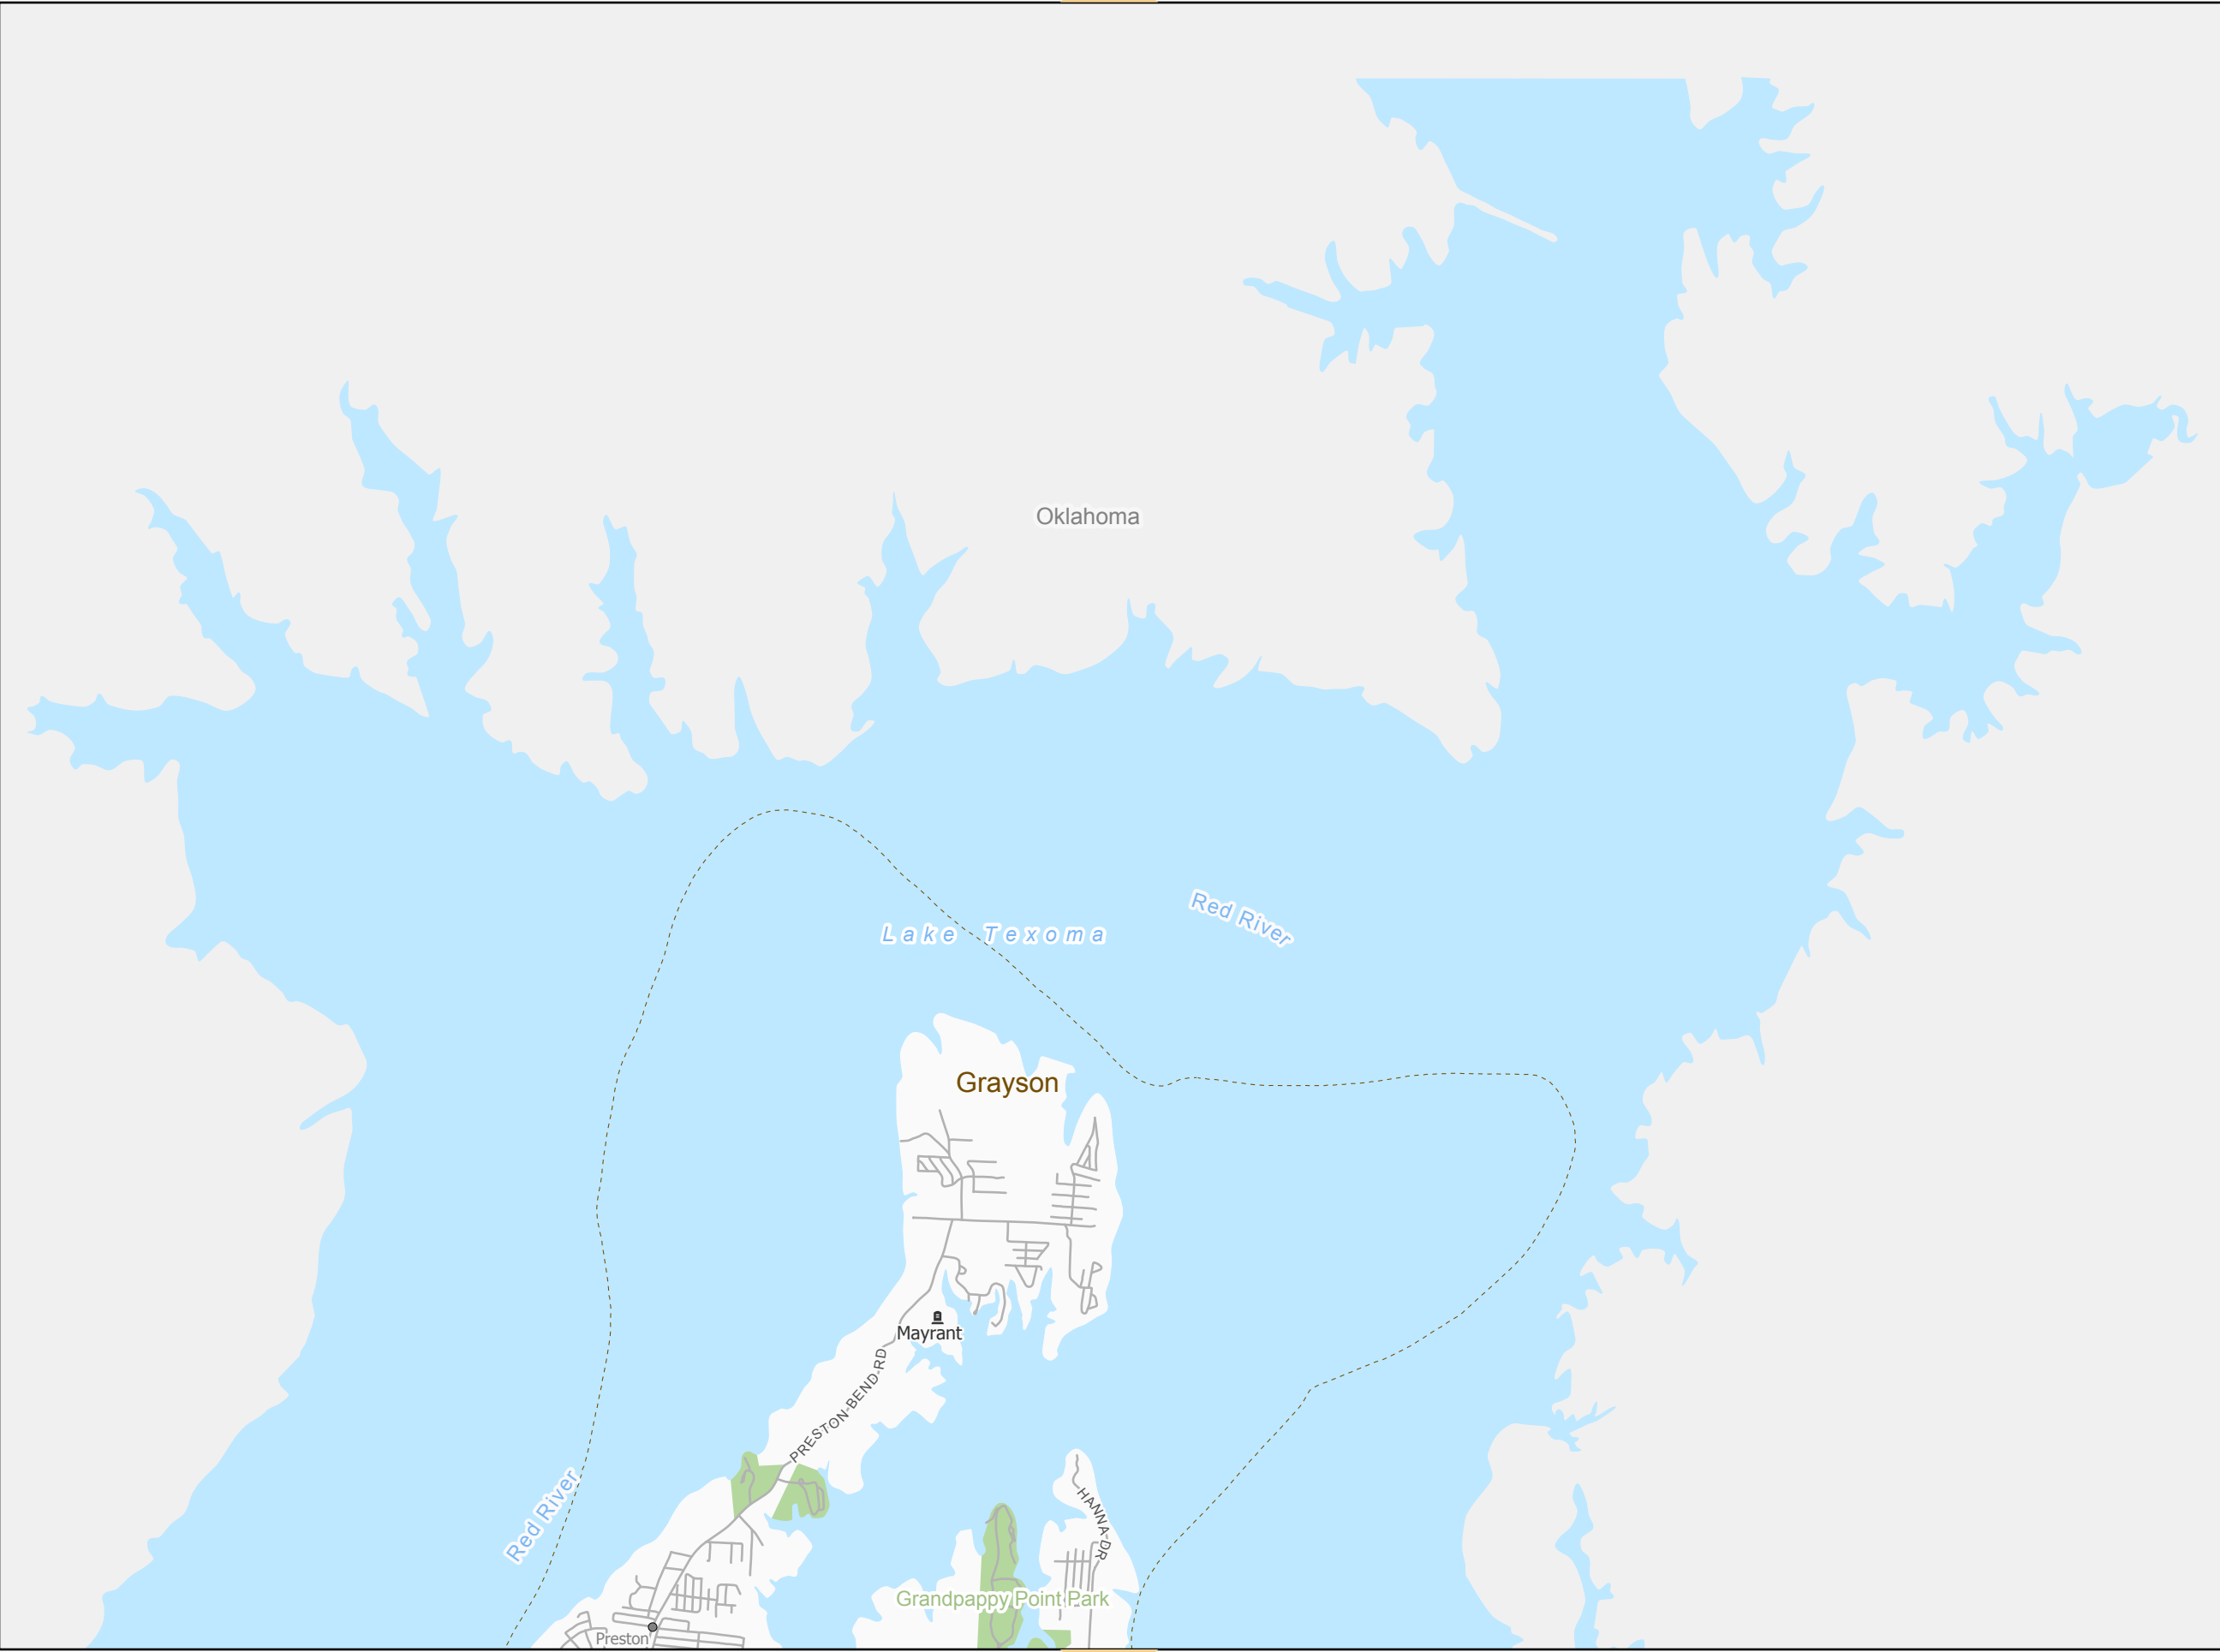 Oklahoma
Red River
Lake Texoma
Grayson
Mayrant
PRESTON-BEND-RD
Red River
HANNA-DR
Grandpappy Point Park
Preston